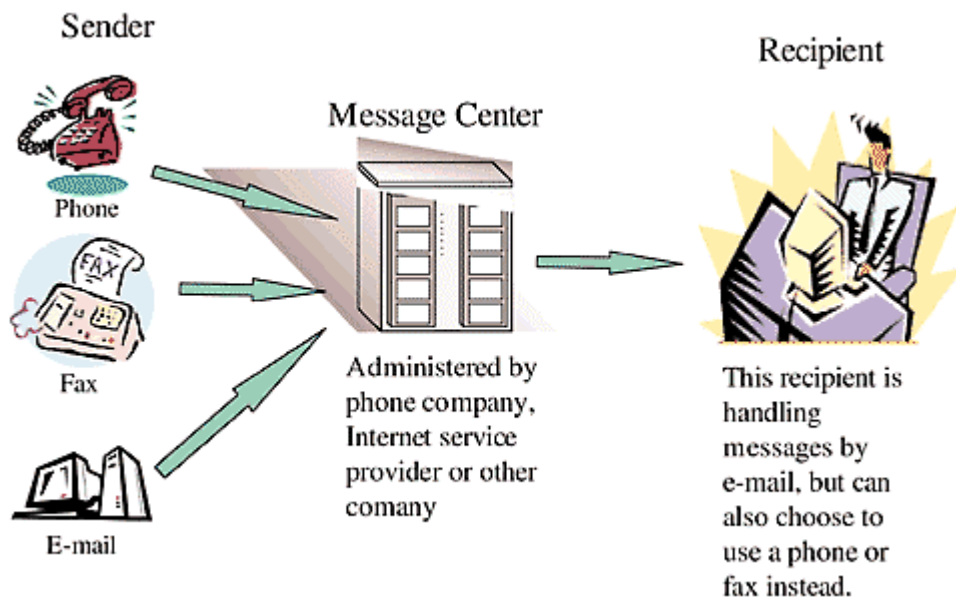 Sender
Phone
FAX
Fax
E-mail
Message Center
Administered by
phone company,
Internet service
provider or other
comany
Recipient
This recipient is
handling
messages by
e-mail, but can
also choose to
use a phone or
fax instead.